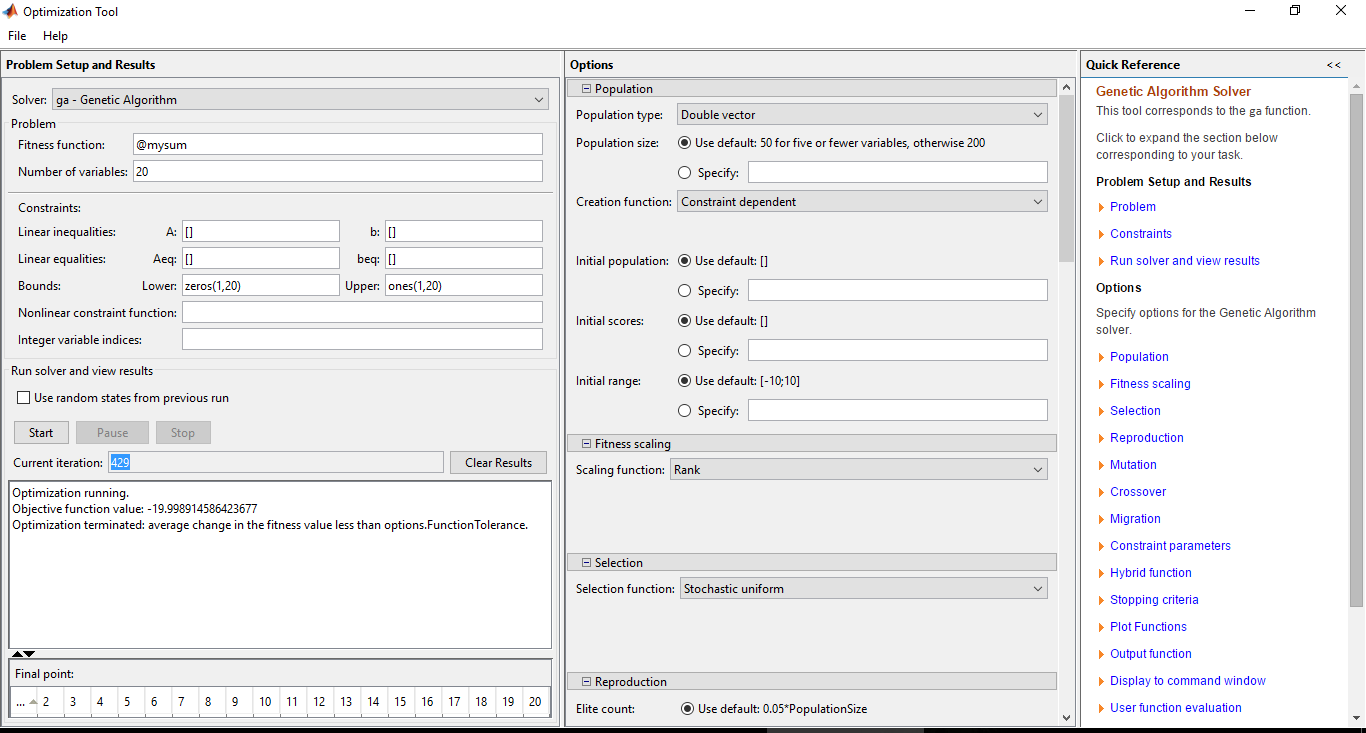 Optimization Tool
File Help
Problem Setup and Results
Solver: ga - Genetic Algorithm
Problem
Fitness function: @mysum
Number of variables: 20
Constraints:
Linear inequalities: A: [] b: []
Linear equalities: Aeq: [] beq: []
Bounds: Lower: zeros(1,20) Upper: ones(1,20)
Nonlinear constraint function:
Integer variable indices:
Run solver and view results
Use random states from previous run
Start Pause Stop
Current iteration: 429 Clear Results
Optimization running.
Objective function value: -19.998914586423677
Optimization terminated: average change in the fitness value less than options.FunctionTolerance.
Final point:
... 2 3 4 5 6 7 8 9 10 11 12 13 14 15 16 17 18 19 20
Options
Population
Population type: Double vector
Population size: Use default: 50 for five or fewer variables, otherwise 200
Specify:
Creation function: Constraint dependent
Initial population: Use default: []
Specify:
Initial scores: Use default: []
Specify:
Initial range: Use default: [-10;10]
Specify:
Fitness scaling
Scaling function: Rank
Selection
Selection function: Stochastic uniform
Reproduction
Elite count: Use default: 0.05*PopulationSize
Quick Reference <<
Genetic Algorithm Solver
This tool corresponds to the ga function.
Click to expand the section below
corresponding to your task.
Problem Setup and Results
Problem
Constraints
Run solver and view results
Options
Specify options for the Genetic Algorithm
solver.
Population
Fitness scaling
Selection
Reproduction
Mutation
Crossover
Migration
Constraint parameters
Hybrid function
Stopping criteria
Plot Functions
Output function
Display to command window
User function evaluation